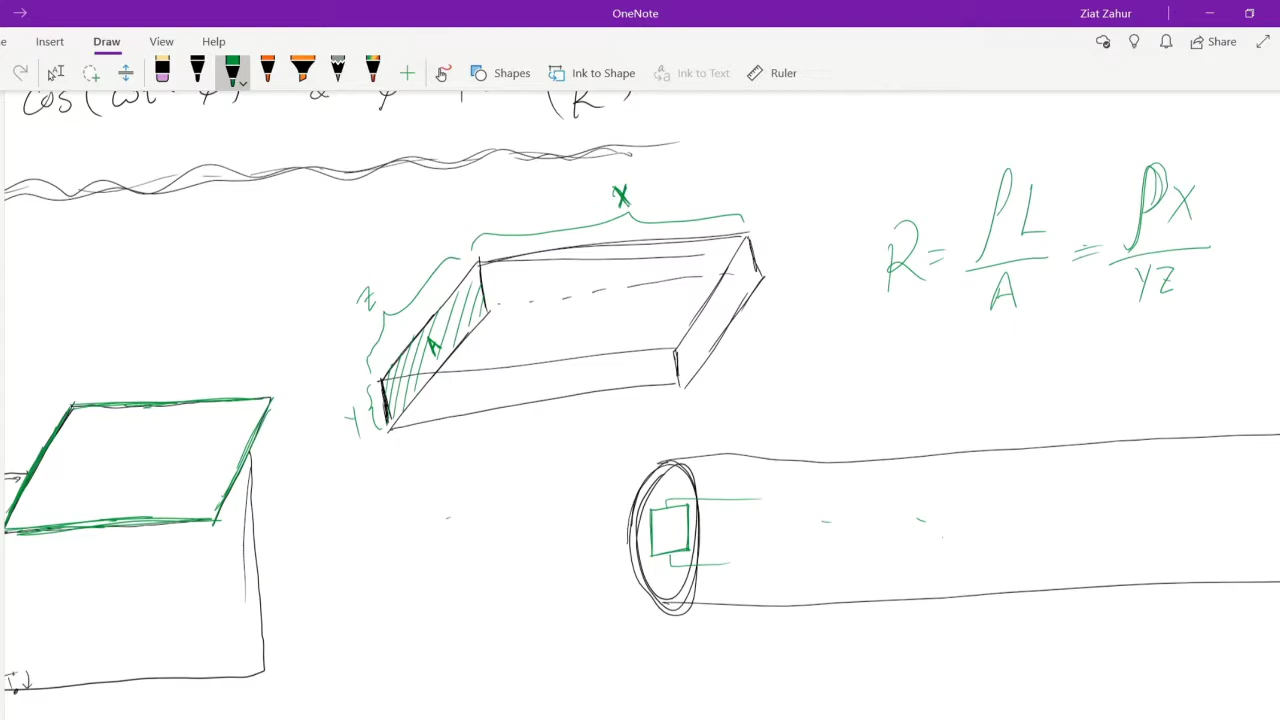 OneNote
Ziat Zahur
Insert Draw View Help
Share
Shapes Ink to Shape Ink to Text Ruler
X
Z
A
Y
R = ρL / A = ρX / YZ